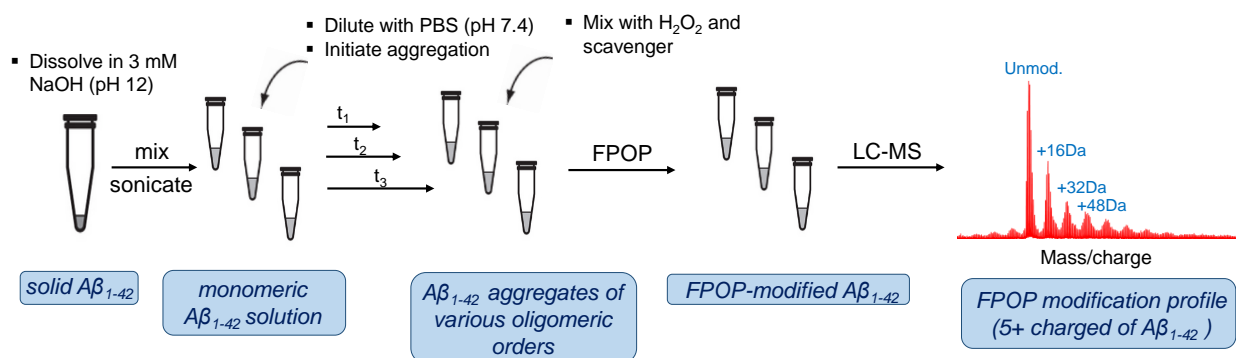 ▪ Dissolve in 3 mM
NaOH (pH 12)
▪ Dilute with PBS (pH 7.4)
▪ Initiate aggregation
▪ Mix with H₂O₂ and
scavenger
mix
sonicate
t₁
t₂
t₃
FPOP
LC-MS
Unmod.
+16Da
+32Da
+48Da
Mass/charge
solid Aβ₁₋₄₂
monomeric
Aβ₁₋₄₂ solution
Aβ₁₋₄₂ aggregates of
various oligomeric
orders
FPOP-modified Aβ₁₋₄₂
FPOP modification profile
(5+ charged of Aβ₁₋₄₂ )